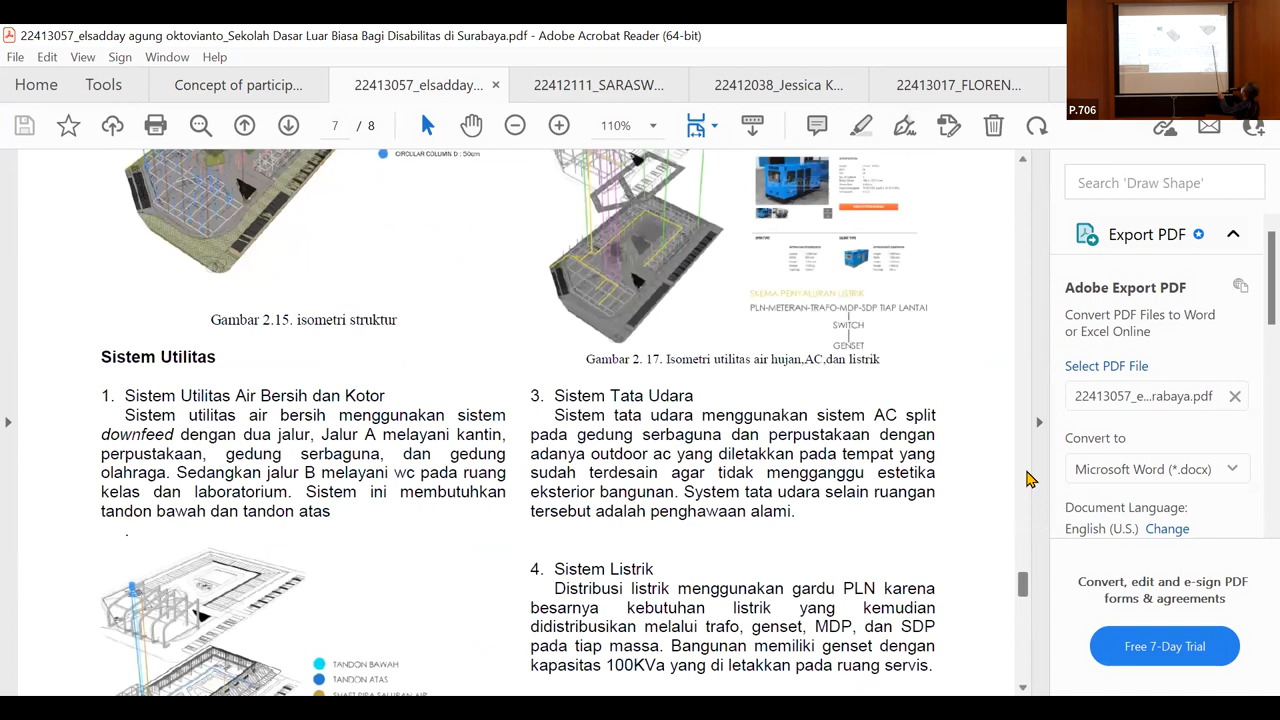 22413057_elsadday agung oktovianto_Sekolah Dasar Luar Biasa Bagi Disabilitas di Surabaya.pdf - Adobe Acrobat Reader (64-bit)
File Edit View Sign Window Help
Home Tools Concept of particip... 22413057_elsadday... × 22412111_SARASW... 22412038_Jessica K... 22413017_FLOREN...
P.706
7 / 8 110%
CIRCULAR COLUMN D : 50cm
SKEMA PENYALURAN LISTRIK
PLN-METERAN-TRAFO-MDP-SDP TIAP LANTAI
SWITCH
GENSET
Gambar 2.15. isometri struktur
Gambar 2. 17. Isometri utilitas air hujan,AC,dan listrik
Sistem Utilitas
1. Sistem Utilitas Air Bersih dan Kotor
Sistem utilitas air bersih menggunakan sistem
downfeed dengan dua jalur, Jalur A melayani kantin,
perpustakaan, gedung serbaguna, dan gedung
olahraga. Sedangkan jalur B melayani wc pada ruang
kelas dan laboratorium. Sistem ini membutuhkan
tandon bawah dan tandon atas
.
TANDON BAWAH
TANDON ATAS
SHAFT PIPA SALURAN AIR
3. Sistem Tata Udara
Sistem tata udara menggunakan sistem AC split
pada gedung serbaguna dan perpustakaan dengan
adanya outdoor ac yang diletakkan pada tempat yang
sudah terdesain agar tidak mengganggu estetika
eksterior bangunan. System tata udara selain ruangan
tersebut adalah penghawaan alami.
4. Sistem Listrik
Distribusi listrik menggunakan gardu PLN karena
besarnya kebutuhan listrik yang kemudian
didistribusikan melalui trafo, genset, MDP, dan SDP
pada tiap massa. Bangunan memiliki genset dengan
kapasitas 100KVa yang di letakkan pada ruang servis.
Search 'Draw Shape'
Export PDF
Adobe Export PDF
Convert PDF Files to Word
or Excel Online
Select PDF File
22413057_e...rabaya.pdf
Convert to
Microsoft Word (*.docx)
Document Language:
English (U.S.) Change
Convert, edit and e-sign PDF
forms & agreements
Free 7-Day Trial